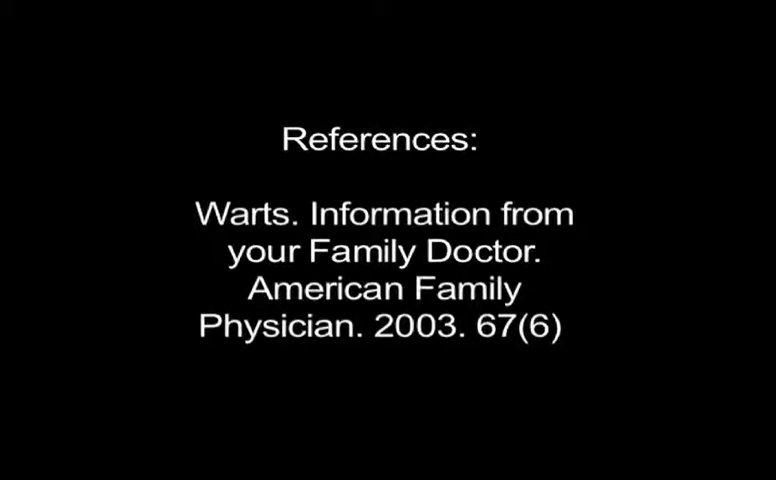 References:
Warts. Information from
your Family Doctor.
American Family
Physician. 2003. 67(6)